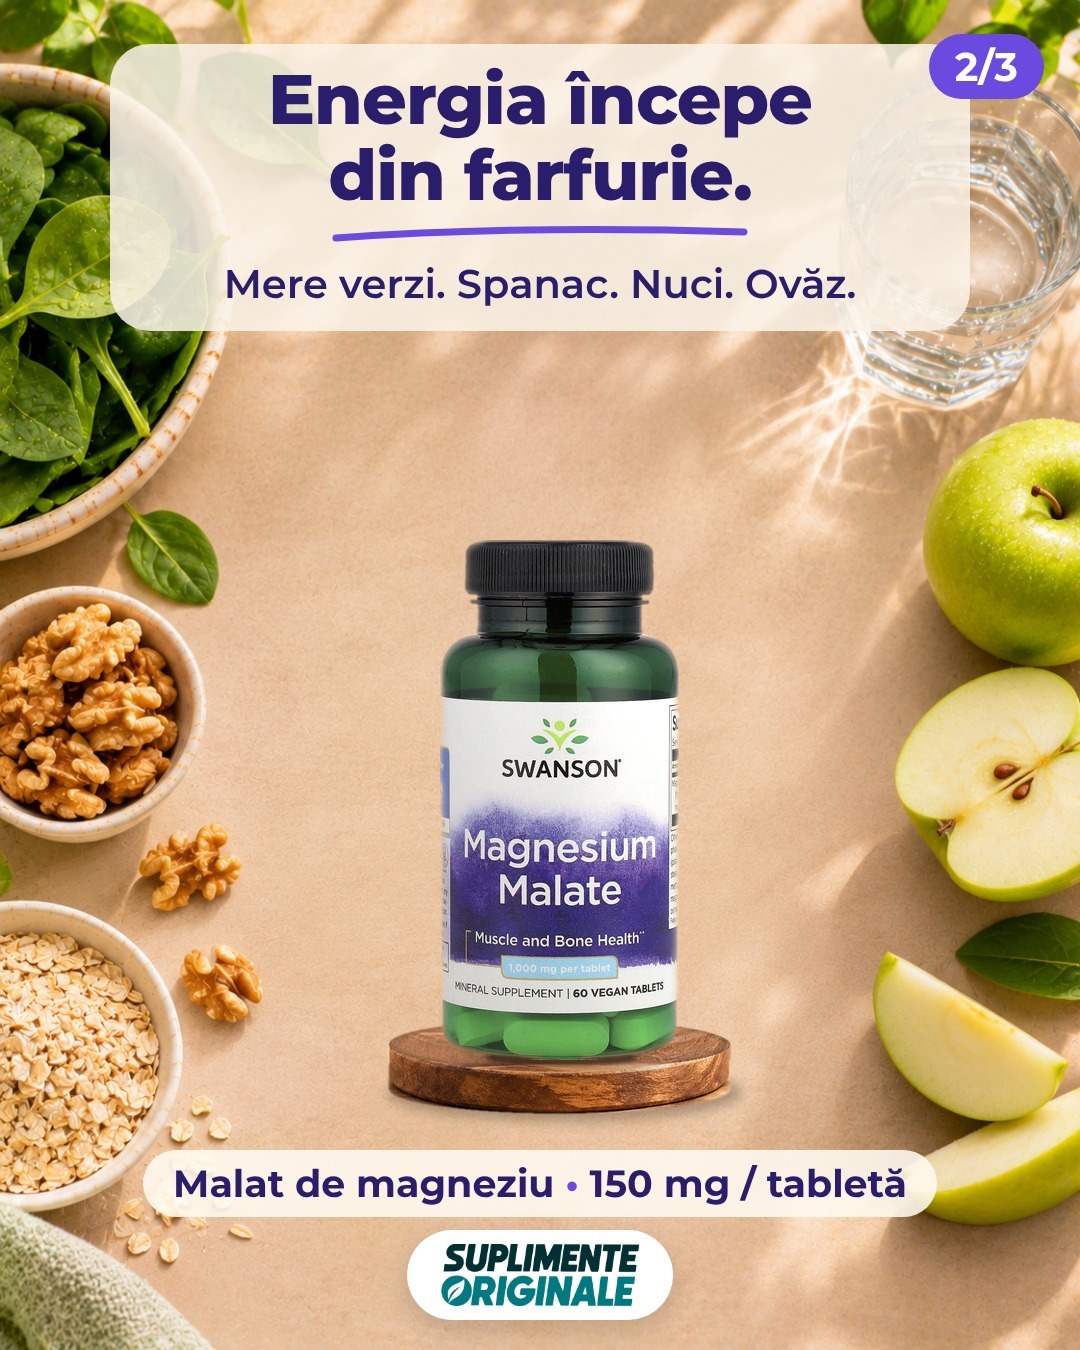 2/3
Energia începe
din farfurie.
Mere verzi. Spanac. Nuci. Ovăz.
SWANSON
Magnesium
Malate
Muscle and Bone Health
1,000 mg per tablet
MINERAL SUPPLEMENT | 60 VEGAN TABLETS
Malat de magneziu • 150 mg / tabletă
SUPLIMENTE
ORIGINALE